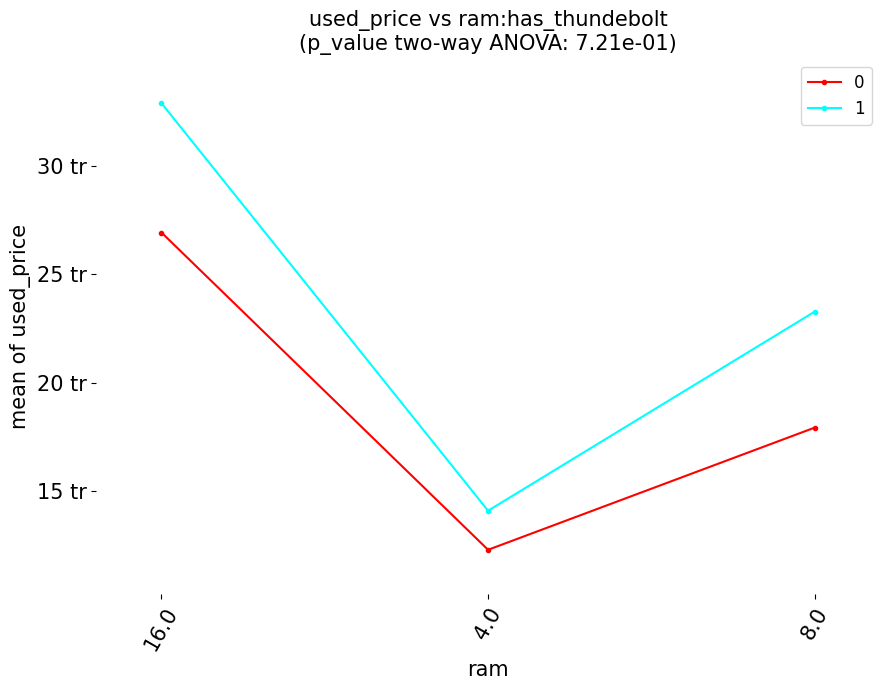 used_price vs ram:has_thundebolt
(p_value two-way ANOVA: 7.21e-01)
0
1
30 tr
25 tr
20 tr
15 tr
mean of used_price
16.0
4.0
8.0
ram